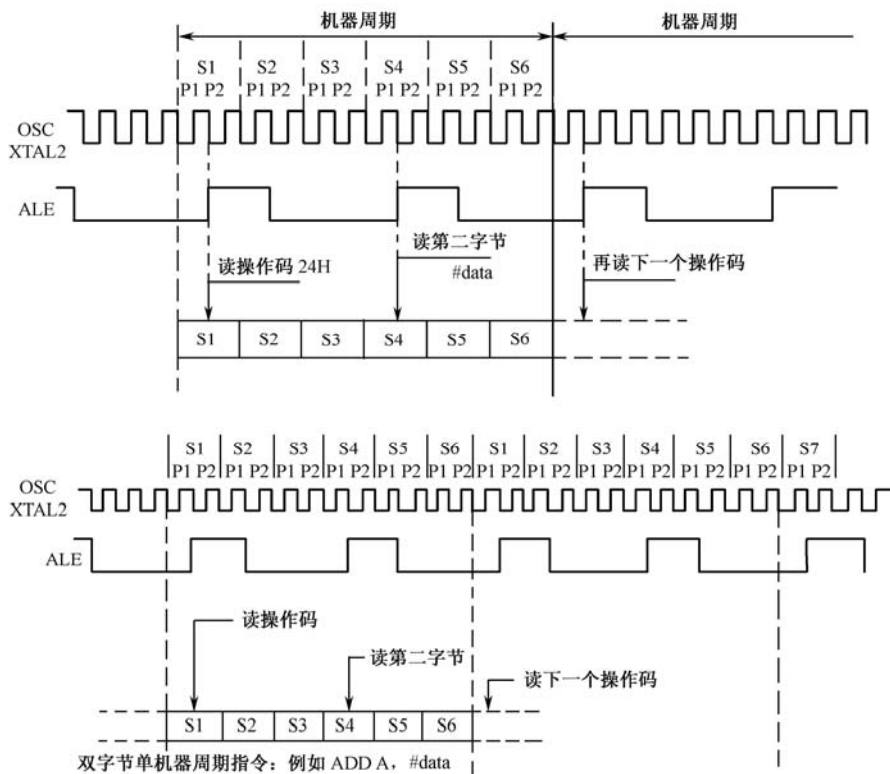 机器周期 机器周期
S1 S2 S3 S4 S5 S6
P1 P2 P1 P2 P1 P2 P1 P2 P1 P2 P1 P2
OSC
XTAL2
ALE
读操作码 24H
读第二字节
#data
再读下一个操作码
S1 S2 S3 S4 S5 S6
S1 S2 S3 S4 S5 S6 S1 S2 S3 S4 S5 S6 S7
P1 P2 P1 P2 P1 P2 P1 P2 P1 P2 P1 P2 P1 P2 P1 P2 P1 P2 P1 P2 P1 P2 P1 P2 P1 P2
OSC
XTAL2
ALE
读操作码
读第二字节
读下一个操作码
S1 S2 S3 S4 S5 S6
双字节单机器周期指令：例如 ADD A，#data